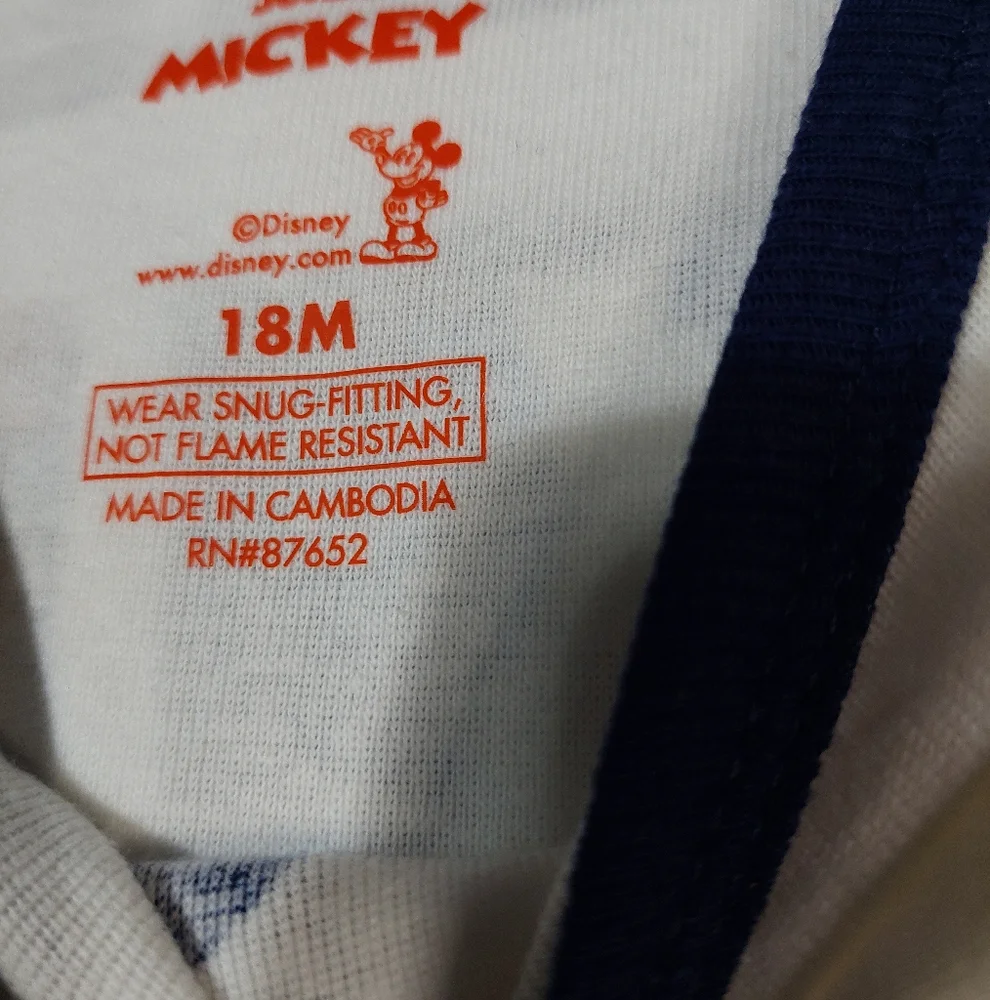 MICKEY
©Disney
www.disney.com
18M
WEAR SNUG-FITTING,
NOT FLAME RESISTANT
MADE IN CAMBODIA
RN#87652